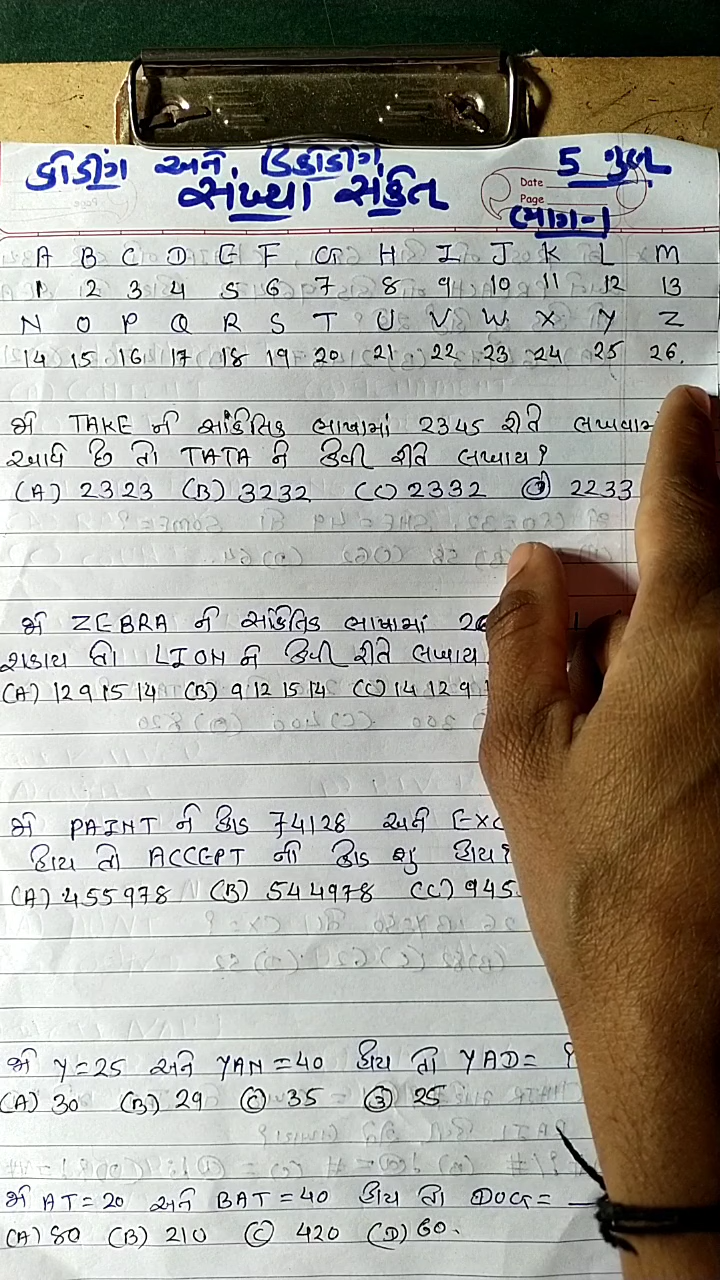 કોડીંગ અને ડિકોડીંગ 5 ગુણ
સંખ્યા સંકેત
Date
Page
ભાગ-1
A B C D E F G H I J K L M
1 2 3 4 5 6 7 8 9 10 11 12 13
N O P Q R S T U V W X Y Z
14 15 16 17 18 19 20 21 22 23 24 25 26.
જો TAKE ને સાંકેતિક ભાષામાં 2345 રીતે લખવામાં
આવે છે તો TATA ને કેવી રીતે લખાય?
(A) 2323 (B) 3232 (C) 2332 (D) 2233
જો ZEBRA ને સાંકેતિક ભાષામાં 26
શકાય તો LION ને કેવી રીતે લખાય
(A) 12 9 15 14 (B) 9 12 15 14 (C) 14 12 9 1
જો PAINT ને કોડ 74128 અને EXC
હોય તો ACCEPT નો કોડ શું હોય?
(A) 455978 (B) 544978 (C) 945
જો Y=25 અને YAN=40 હોય તો YAD= ?
(A) 30 (B) 29 (C) 35 (D) 25
જો AT=20 અને BAT=40 હોય તો DOG=
(A) 80 (B) 210 (C) 420 (D) 60.